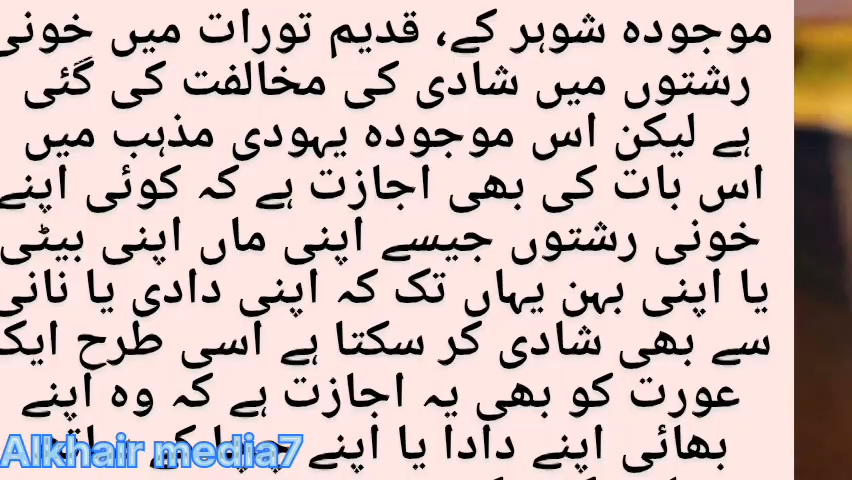 موجودہ شوہر کے، قدیم تورات میں خونی
رشتوں میں شادی کی مخالفت کی گئی
ہے لیکن اس موجودہ یہودی مذہب میں
اس بات کی بھی اجازت ہے کہ کوئی اپنے
خونی رشتوں جیسے اپنی ماں اپنی بیٹی
یا اپنی بہن یہاں تک کہ اپنی دادی یا نانی
سے بھی شادی کر سکتا ہے اسی طرح ایک
عورت کو بھی یہ اجازت ہے کہ وہ اپنے
بھائی اپنے دادا یا اپنے چچا کے ساتھ
Alkhair media7